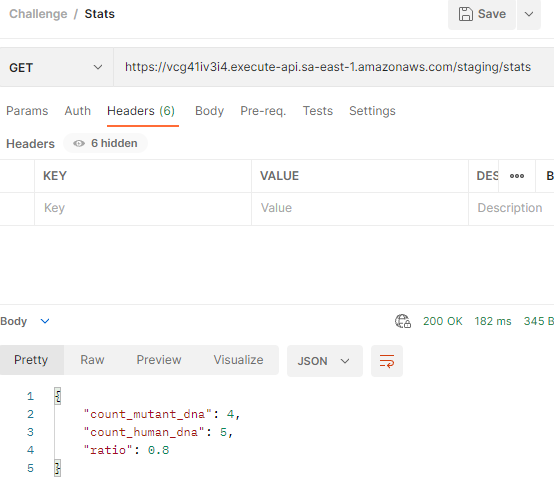 Challenge / Stats
Save
GET https://vcg41iv3i4.execute-api.sa-east-1.amazonaws.com/staging/stats
Params Auth Headers (6) Body Pre-req. Tests Settings
Headers 6 hidden
KEY VALUE DES ooo B
Key Value Description
Body 200 OK 182 ms 345 B
Pretty Raw Preview Visualize JSON
1 {
2 "count_mutant_dna": 4,
3 "count_human_dna": 5,
4 "ratio": 0.8
5 }